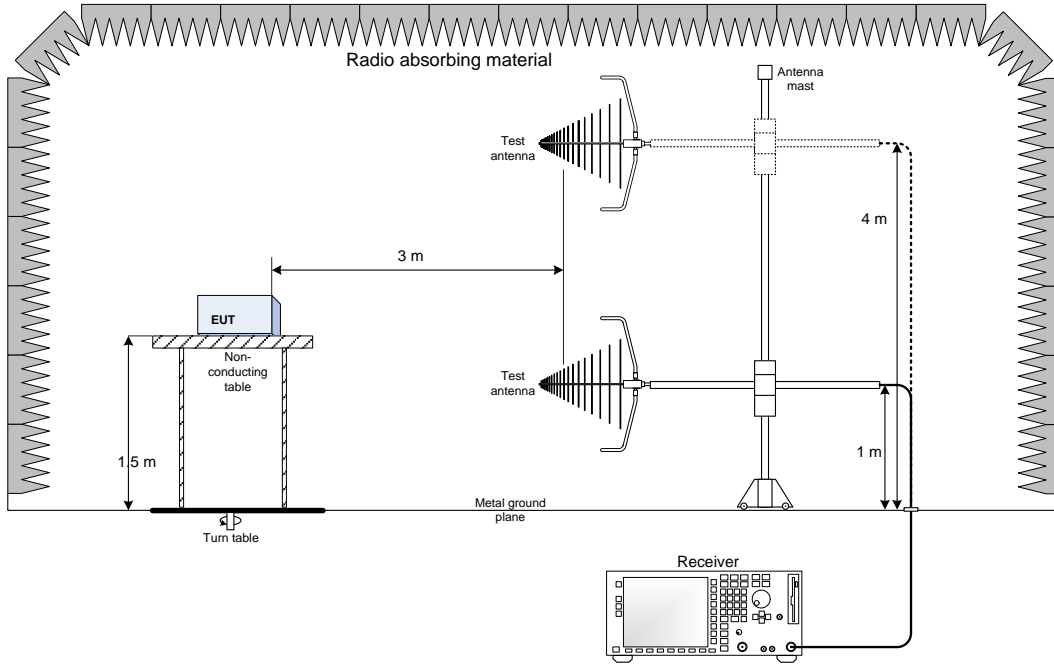 Radio absorbing material
Antenna
mast
Test
antenna
4 m
3 m
EUT
Non-
conducting
table
Test
antenna
1.5 m
1 m
Metal ground
plane
Turn table
Receiver